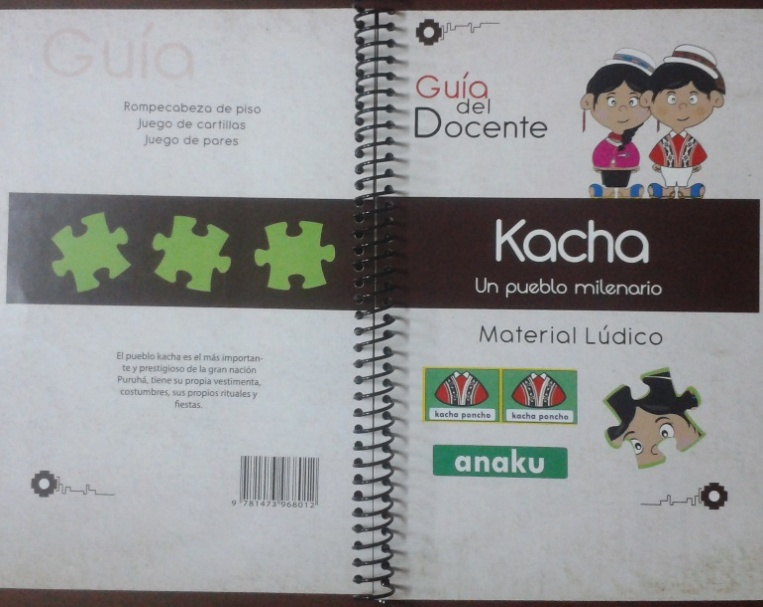 Guía
Rompecabeza de piso
Juego de cartillas
Juego de pares
El pueblo kacha es el más importan-
te y prestigioso de la gran nación
Puruhá, tiene su propia vestimenta,
costumbres, sus propios rituales y
fiestas.
9 781473 968012
Guía
del
Docente
Kacha
Un pueblo milenario
Material Lúdico
kacha poncho
kacha poncho
anaku